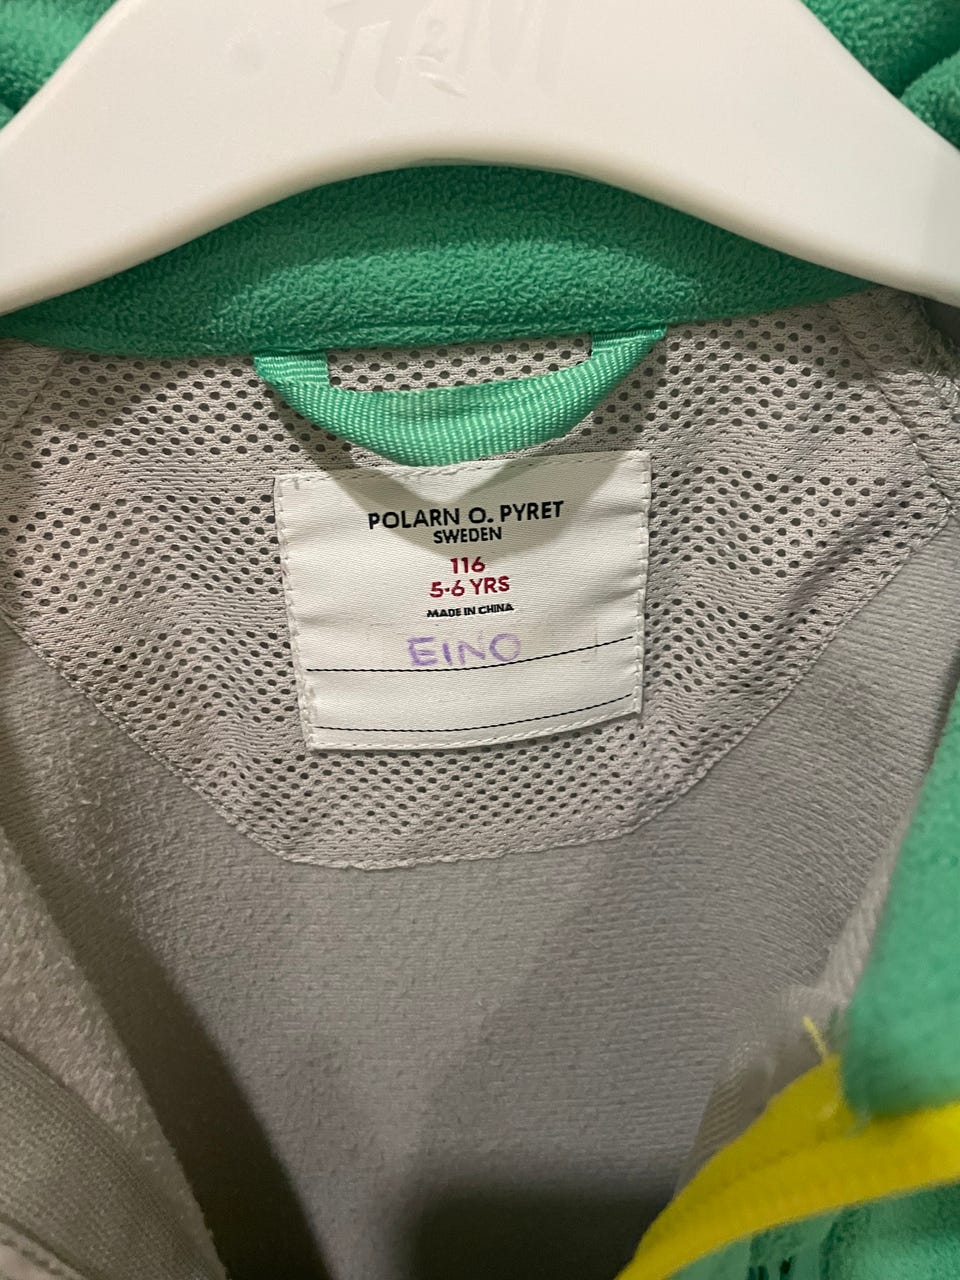 H&M
POLARN O. PYRET
SWEDEN
116
5-6 YRS
MADE IN CHINA
EINO